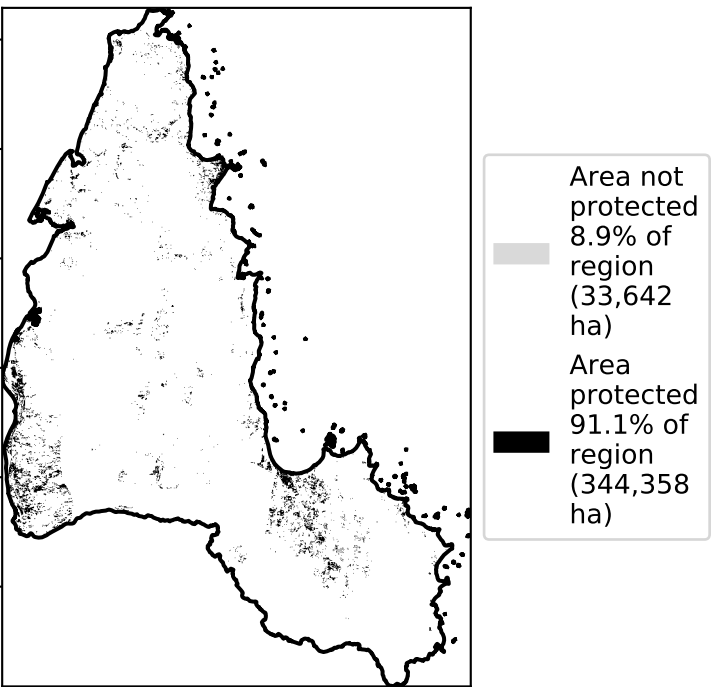 Area not
protected
8.9% of
region
(33,642
ha)
Area
protected
91.1% of
region
(344,358
ha)